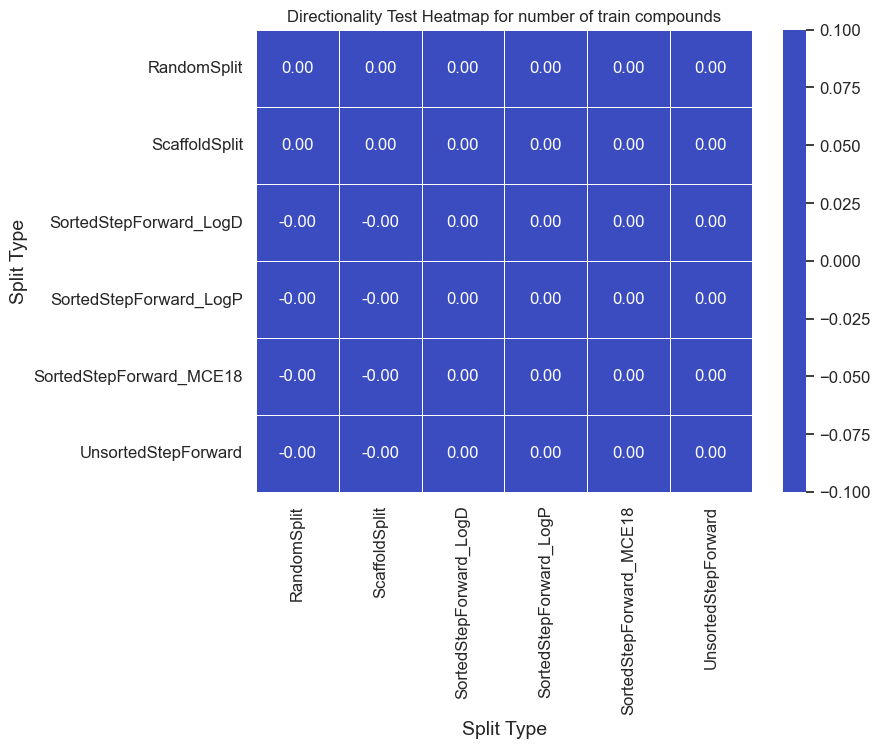 Directionality Test Heatmap for number of train compounds
Split Type
RandomSplit 0.00 0.00 0.00 0.00 0.00 0.00
ScaffoldSplit 0.00 0.00 0.00 0.00 0.00 0.00
SortedStepForward_LogD -0.00 -0.00 0.00 0.00 0.00 0.00
SortedStepForward_LogP -0.00 -0.00 0.00 0.00 0.00 0.00
SortedStepForward_MCE18 -0.00 -0.00 0.00 0.00 0.00 0.00
UnsortedStepForward -0.00 -0.00 0.00 0.00 0.00 0.00
RandomSplit
ScaffoldSplit
SortedStepForward_LogD
SortedStepForward_LogP
SortedStepForward_MCE18
UnsortedStepForward
Split Type
0.100
0.075
0.050
0.025
0.000
−0.025
−0.050
−0.075
−0.100